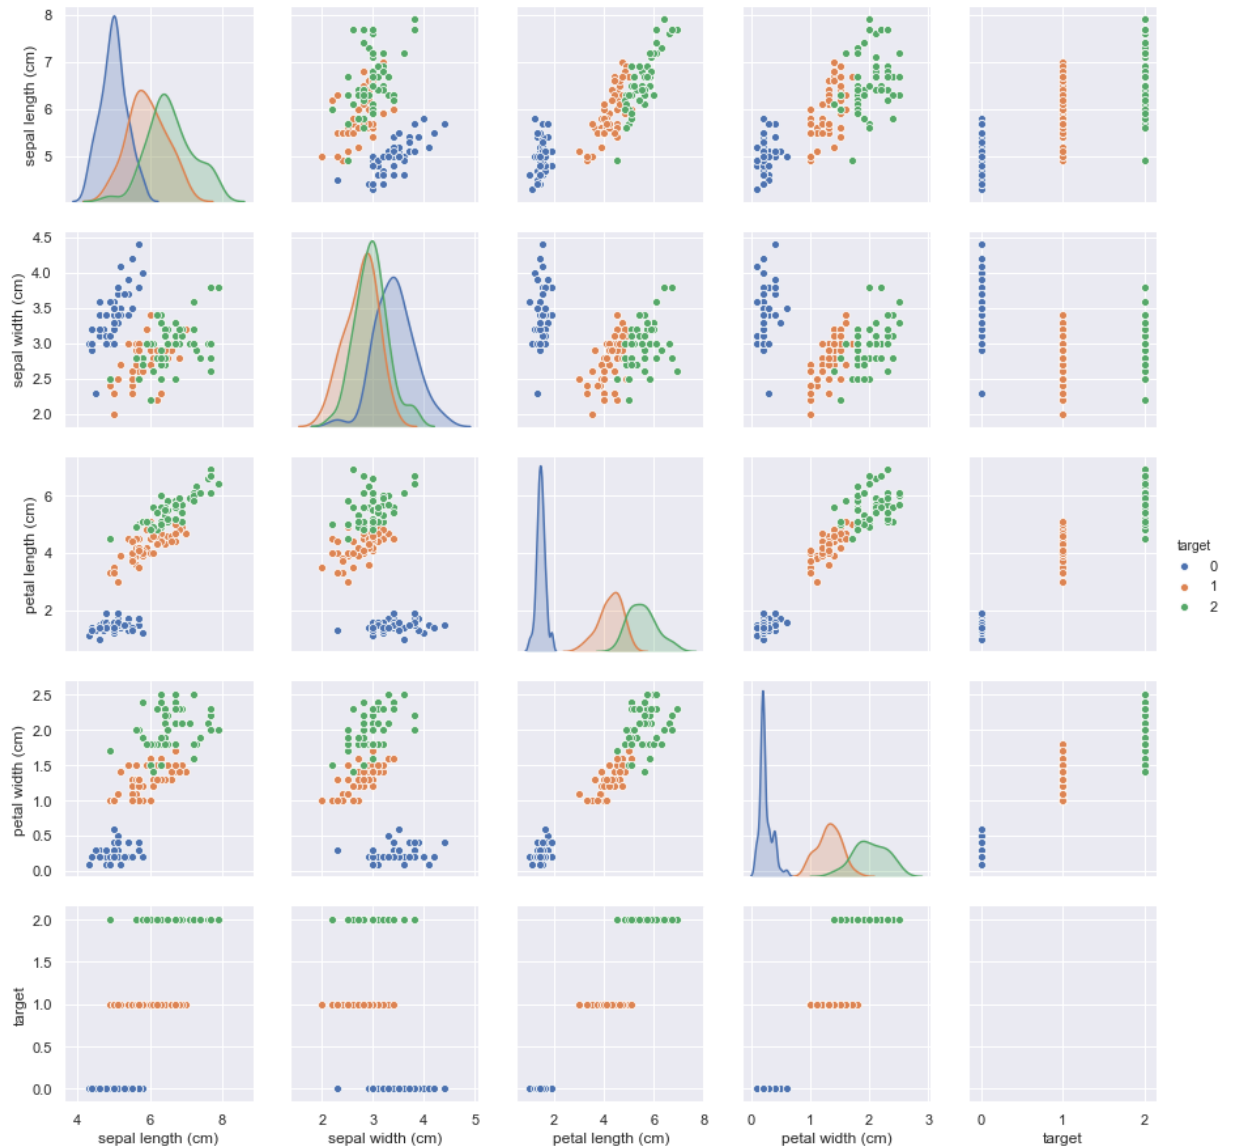 sepal length (cm)
8
7
6
5
sepal width (cm)
4.5
4.0
3.5
3.0
2.5
2.0
petal length (cm)
6
4
2
target
0
1
2
petal width (cm)
2.5
2.0
1.5
1.0
0.5
0.0
target
2.0
1.5
1.0
0.5
0.0
4 6 8
sepal length (cm)
2 3 4 5
sepal width (cm)
2 4 6 8
petal length (cm)
0 1 2 3
petal width (cm)
0 1 2
target